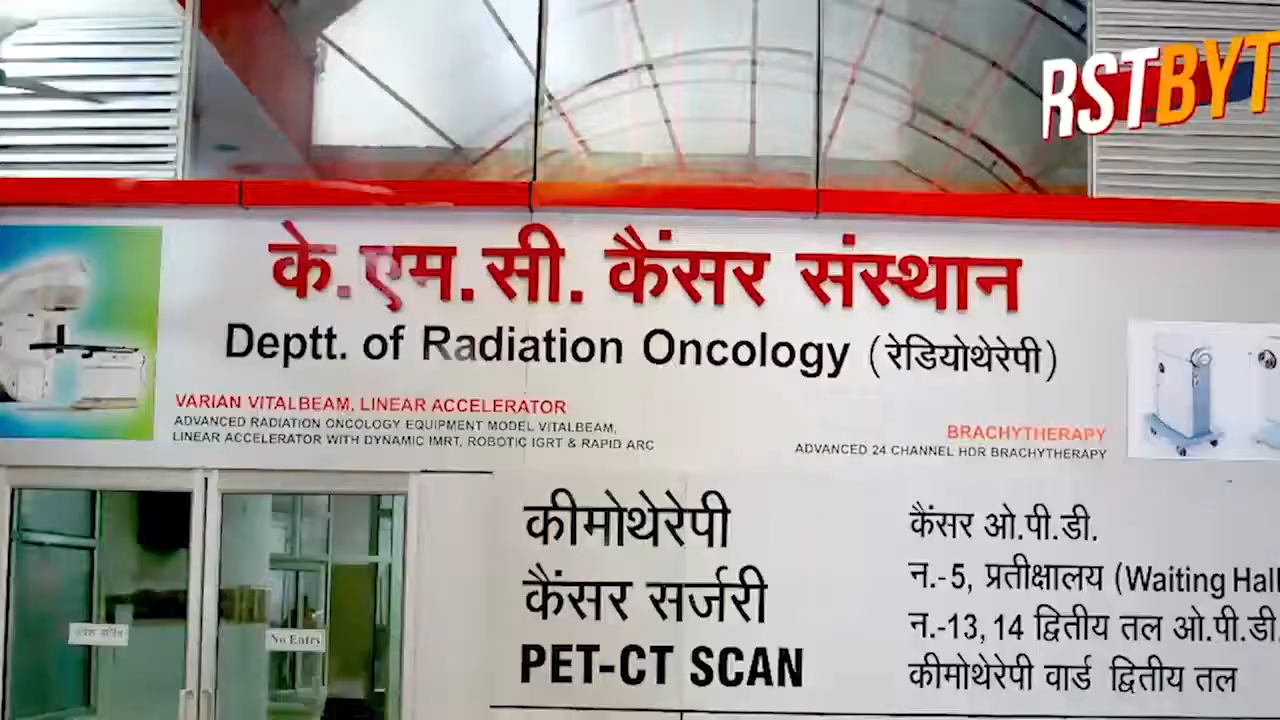 RSTBYT
के.एम.सी. कैंसर संस्थान
Deptt. of Radiation Oncology (रेडियोथेरेपी)
VARIAN VITALBEAM, LINEAR ACCELERATOR
ADVANCED RADIATION ONCOLOGY EQUIPMENT MODEL VITALBEAM,
LINEAR ACCELERATOR WITH DYNAMIC IMRT, ROBOTIC IGRT & RAPID ARC
BRACHYTHERAPY
ADVANCED 24 CHANNEL HDR BRACHYTHERAPY
कीमोथेरेपी
कैंसर सर्जरी
PET-CT SCAN
कैंसर ओ.पी.डी.
न.-5, प्रतीक्षालय (Waiting Hall
न.-13, 14 द्वितीय तल ओ.पी.डी.
कीमोथेरेपी वार्ड द्वितीय तल
No Entry